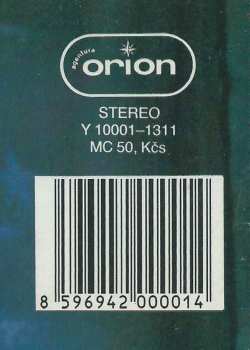 agentura
orion
STEREO
Y 10001–1311
MC 50, Kčs
8 596942 000014